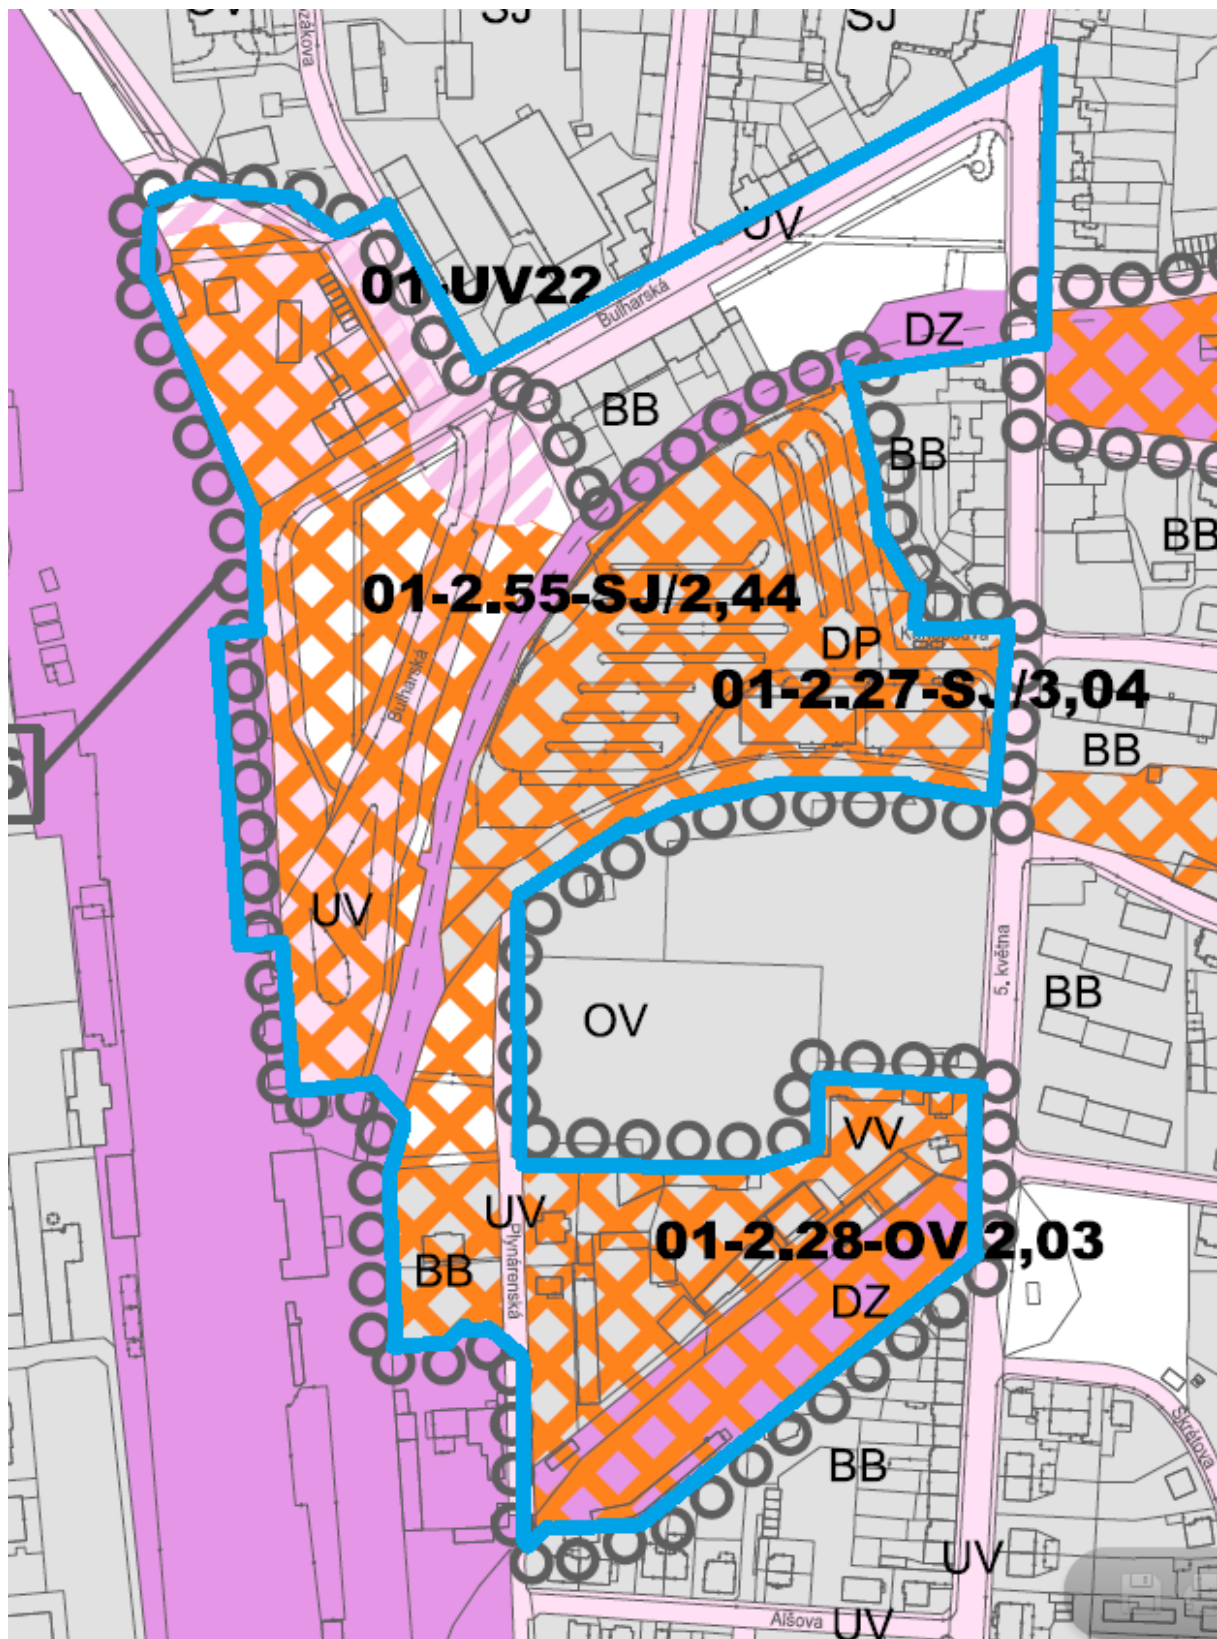 SJ
SJ
UV
01-UV22
Bulharská
DZ
BB
BB
BB
01-2.55-SJ/2,44
DP
01-2.27-SJ/3,04
Bulharská
BB
UV
5. května
BB
OV
VV
UV
01-2.28-OV/2,03
Plynárenská
BB
DZ
Škrétova
BB
UV
Alšova
UV